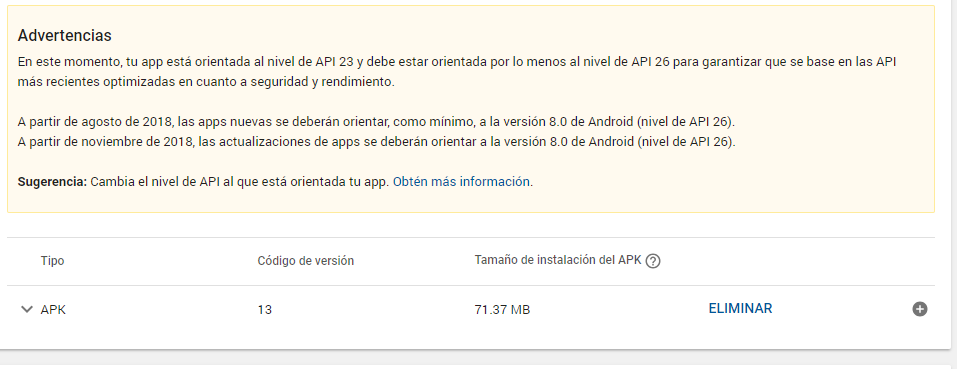 Advertencias
En este momento, tu app está orientada al nivel de API 23 y debe estar orientada por lo menos al nivel de API 26 para garantizar que se base en las API
más recientes optimizadas en cuanto a seguridad y rendimiento.
A partir de agosto de 2018, las apps nuevas se deberán orientar, como mínimo, a la versión 8.0 de Android (nivel de API 26).
A partir de noviembre de 2018, las actualizaciones de apps se deberán orientar a la versión 8.0 de Android (nivel de API 26).
Sugerencia: Cambia el nivel de API al que está orientada tu app. Obtén más información.
Tipo Código de versión Tamaño de instalación del APK ?
APK 13 71.37 MB ELIMINAR